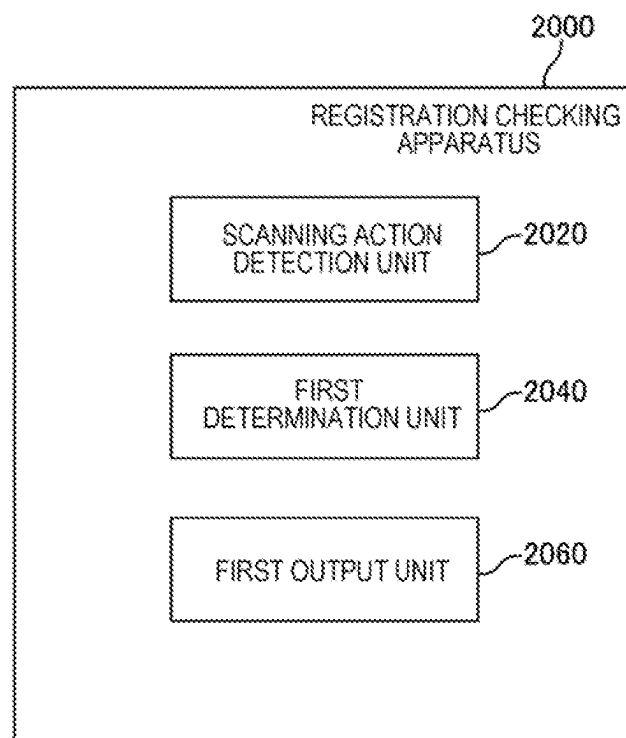 2000
REGISTRATION CHECKING
APPARATUS
SCANNING ACTION
DETECTION UNIT
2020
FIRST
DETERMINATION UNIT
2040
FIRST OUTPUT UNIT
2060